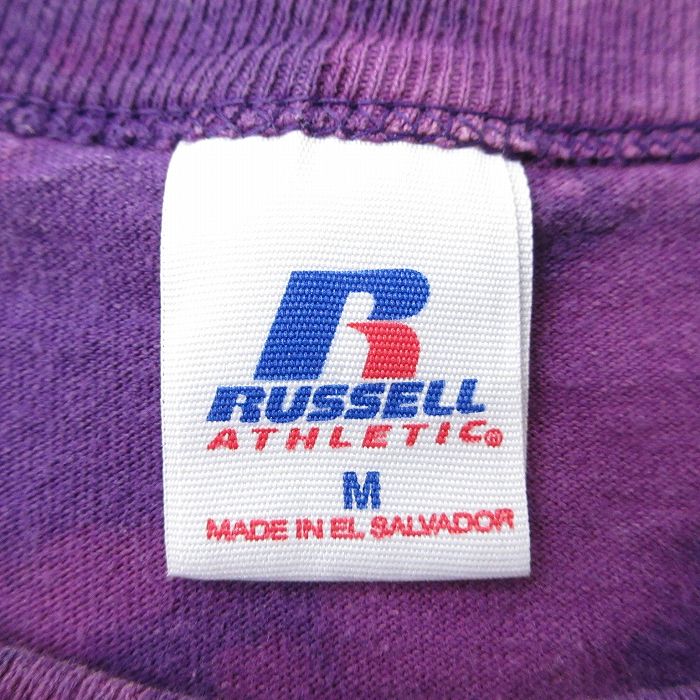 R
RUSSELL
ATHLETIC®
M
MADE IN EL SALVADOR